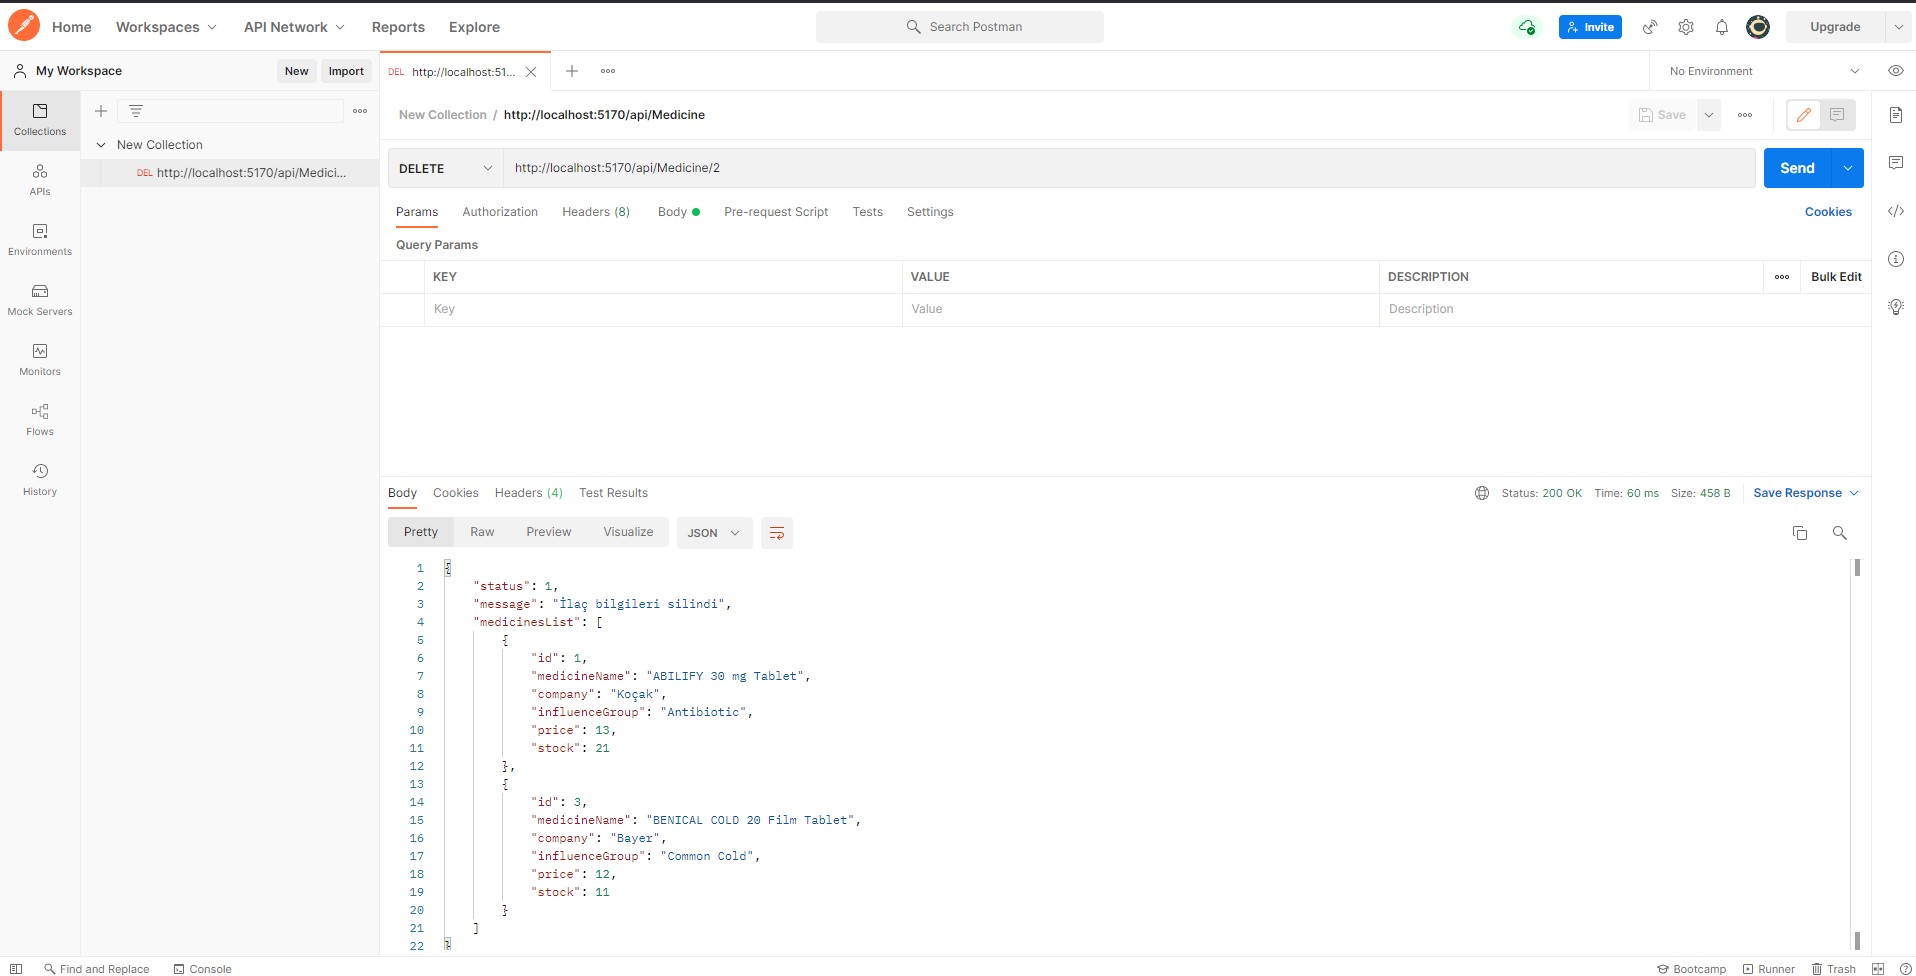 Home Workspaces API Network Reports Explore Search Postman Invite Upgrade
My Workspace New Import DEL http://localhost:51... No Environment
Collections
APIs
Environments
Mock Servers
Monitors
Flows
History
New Collection
DEL http://localhost:5170/api/Medici...
New Collection / http://localhost:5170/api/Medicine Save
DELETE http://localhost:5170/api/Medicine/2 Send
Params Authorization Headers (8) Body Pre-request Script Tests Settings Cookies
Query Params
KEY VALUE DESCRIPTION Bulk Edit
Key Value Description
Body Cookies Headers (4) Test Results Status: 200 OK Time: 60 ms Size: 458 B Save Response
Pretty Raw Preview Visualize JSON
1 {
2 "status": 1,
3 "message": "İlaç bilgileri silindi",
4 "medicinesList": [
5 {
6 "id": 1,
7 "medicineName": "ABILIFY 30 mg Tablet",
8 "company": "Koçak",
9 "influenceGroup": "Antibiotic",
10 "price": 13,
11 "stock": 21
12 },
13 {
14 "id": 3,
15 "medicineName": "BENICAL COLD 20 Film Tablet",
16 "company": "Bayer",
17 "influenceGroup": "Common Cold",
18 "price": 12,
19 "stock": 11
20 }
21 ]
22 }
Find and Replace Console Bootcamp Runner Trash